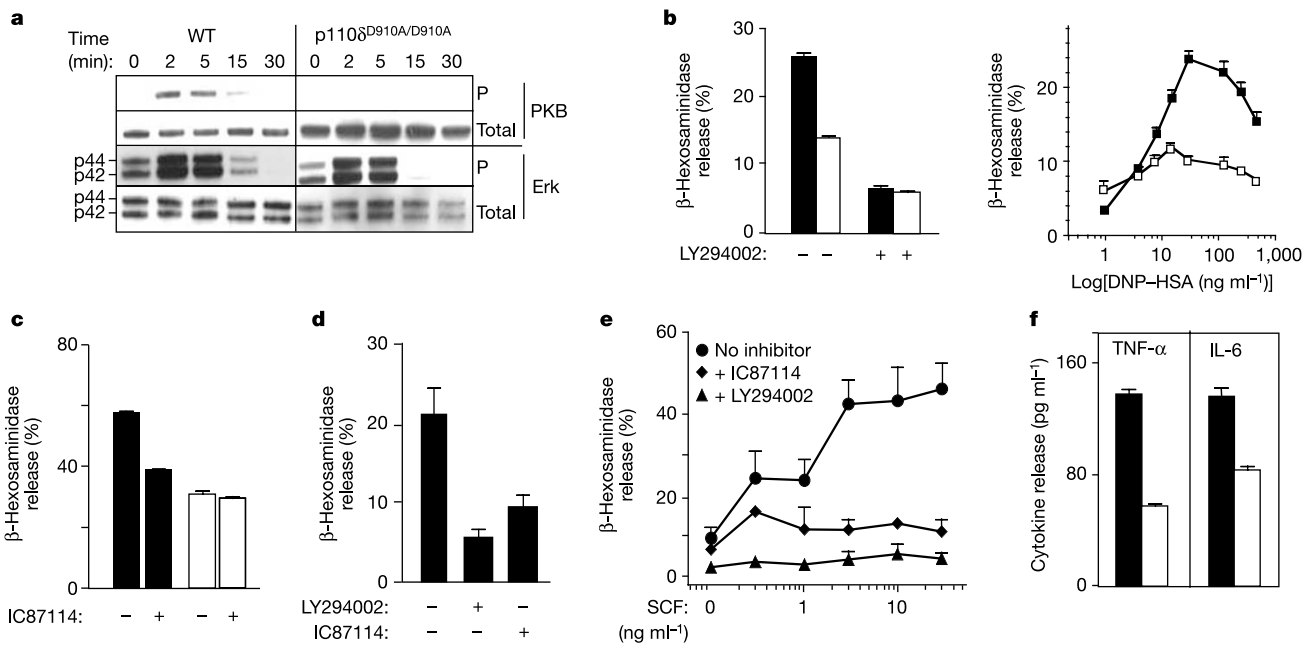 a
Time (min):
WT
p110δD910A/D910A
0 2 5 15 30
0 2 5 15 30
P
Total
PKB
p44
p42
P
p44
p42
Total
Erk
b
β-Hexosaminidase release (%)
30
20
10
0
LY294002: – – + +
β-Hexosaminidase release (%)
20
10
0
1 10 100 1,000
Log[DNP–HSA (ng ml–1)]
c
β-Hexosaminidase release (%)
80
40
0
IC87114: – + – +
d
β-Hexosaminidase release (%)
30
20
10
0
LY294002: – + –
IC87114: – – +
e
β-Hexosaminidase release (%)
60
40
20
0
No inhibitor
+ IC87114
+ LY294002
SCF: 0 1 10
(ng ml–1)
f
Cytokine release (pg ml–1)
160
80
0
TNF-α IL-6